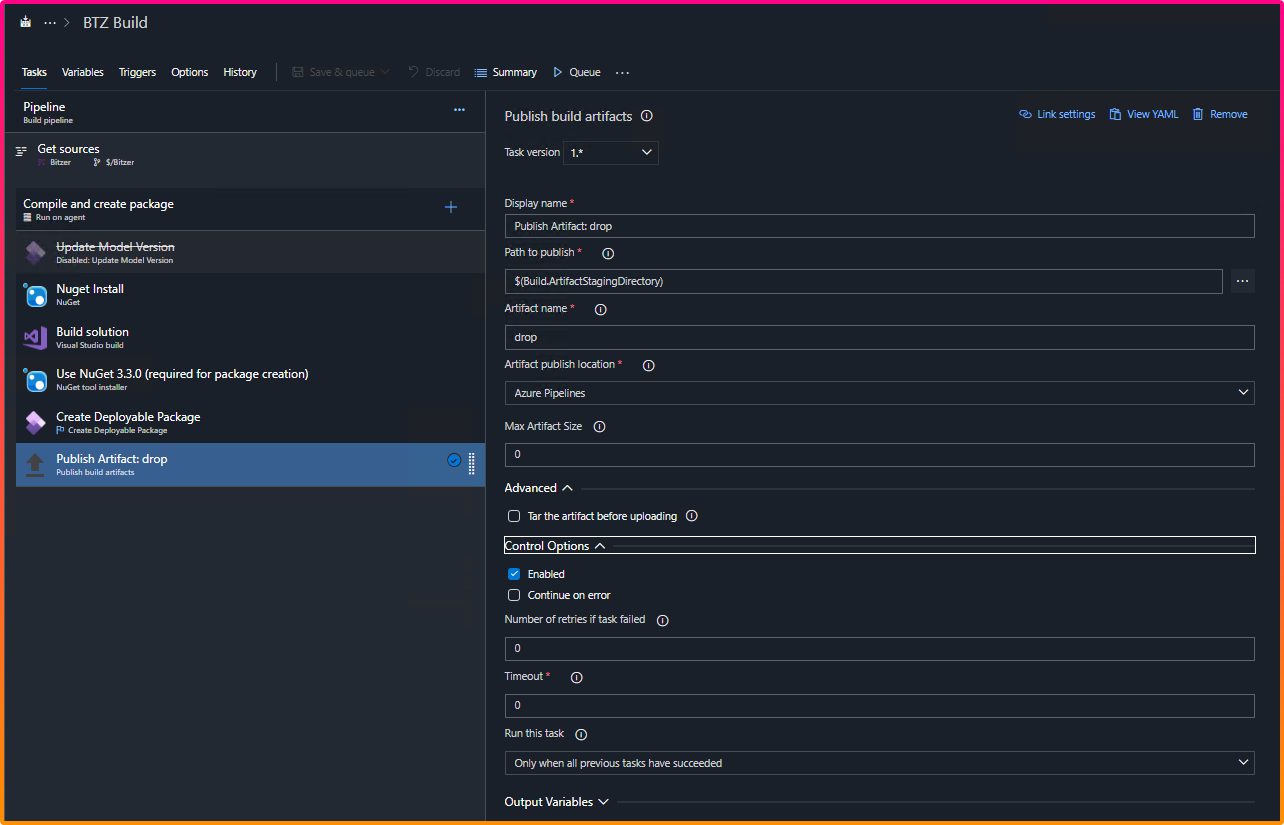 ··· > BTZ Build
Tasks Variables Triggers Options History Save & queue Discard Summary Queue ···
Pipeline ···
Build pipeline
Get sources
Bitzer $/Bitzer
Compile and create package
Run on agent
Update Model Version
Disabled: Update Model Version
Nuget Install
NuGet
Build solution
Visual Studio build
Use NuGet 3.3.0 (required for package creation)
NuGet tool installer
Create Deployable Package
Create Deployable Package
Publish Artifact: drop
Publish build artifacts
Publish build artifacts
Link settings View YAML Remove
Task version 1.*
Display name *
Publish Artifact: drop
Path to publish *
$(Build.ArtifactStagingDirectory) ···
Artifact name *
drop
Artifact publish location *
Azure Pipelines
Max Artifact Size
0
Advanced
Tar the artifact before uploading
Control Options
Enabled
Continue on error
Number of retries if task failed
0
Timeout *
0
Run this task
Only when all previous tasks have succeeded
Output Variables